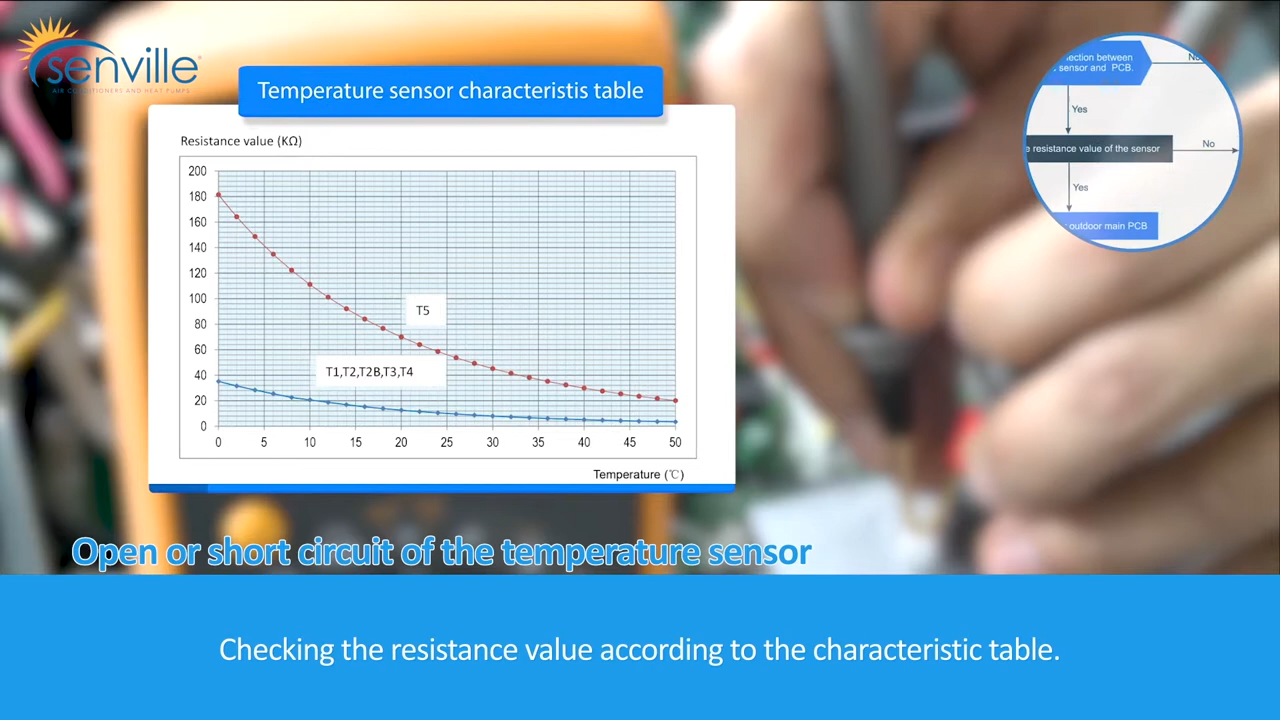 senville
AIR CONDITIONERS AND HEAT PUMPS
Temperature sensor characteristis table
Resistance value (KΩ)
200
180
160
140
120
100
80
60
40
20
0
T5
T1,T2,T2B,T3,T4
0 5 10 15 20 25 30 35 40 45 50
Temperature (℃)
nection between
sensor and PCB.
No
Yes
e resistance value of the sensor
No
Yes
outdoor main PCB
Open or short circuit of the temperature sensor
Checking the resistance value according to the characteristic table.